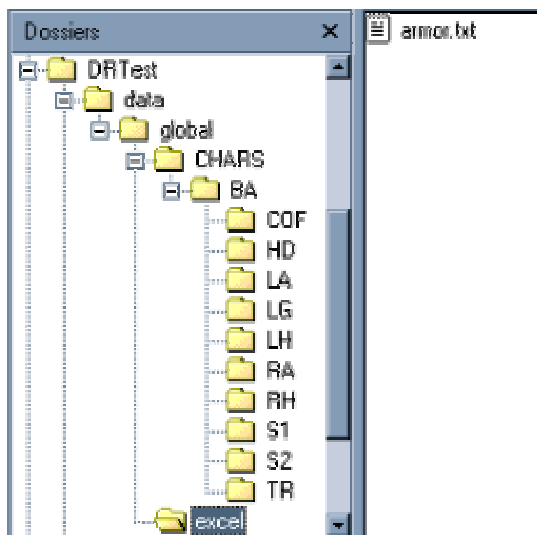 Dossiers
armor.txt
DRTest
data
global
CHARS
BA
COF
HD
LA
LG
LH
RA
RH
S1
S2
TR
excel